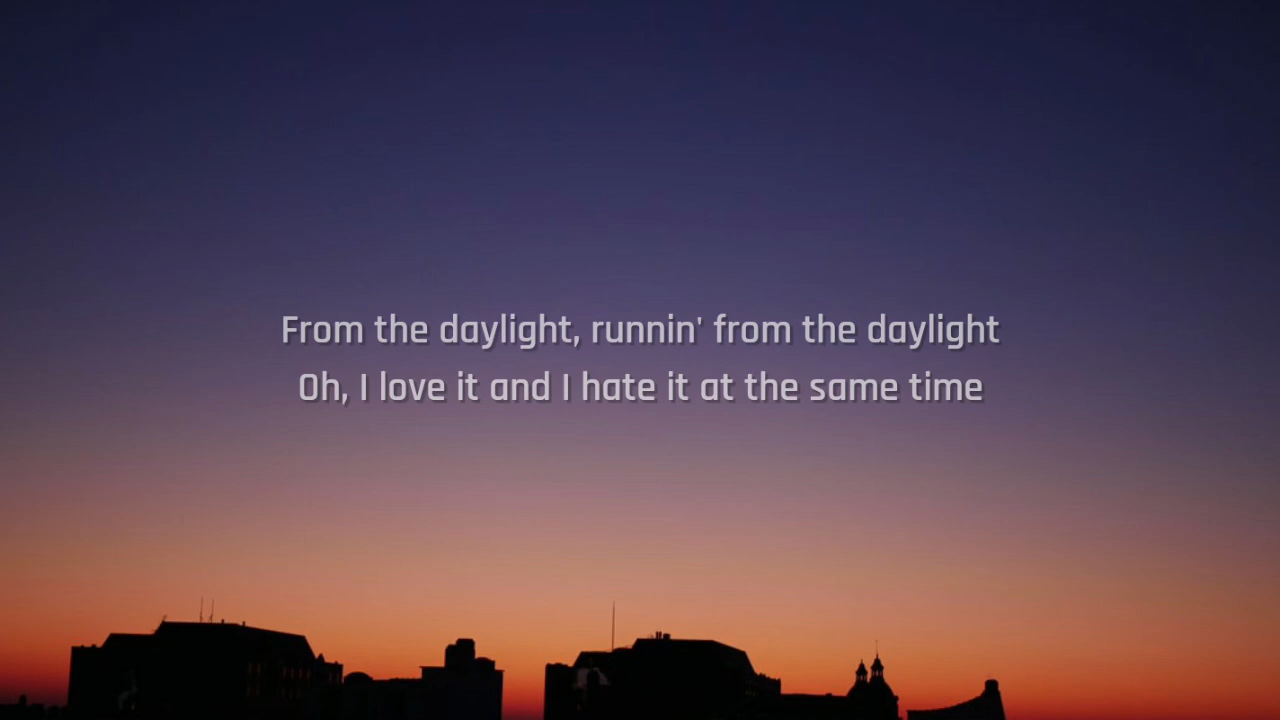 From the daylight, runnin' from the daylight
Oh, I love it and I hate it at the same time